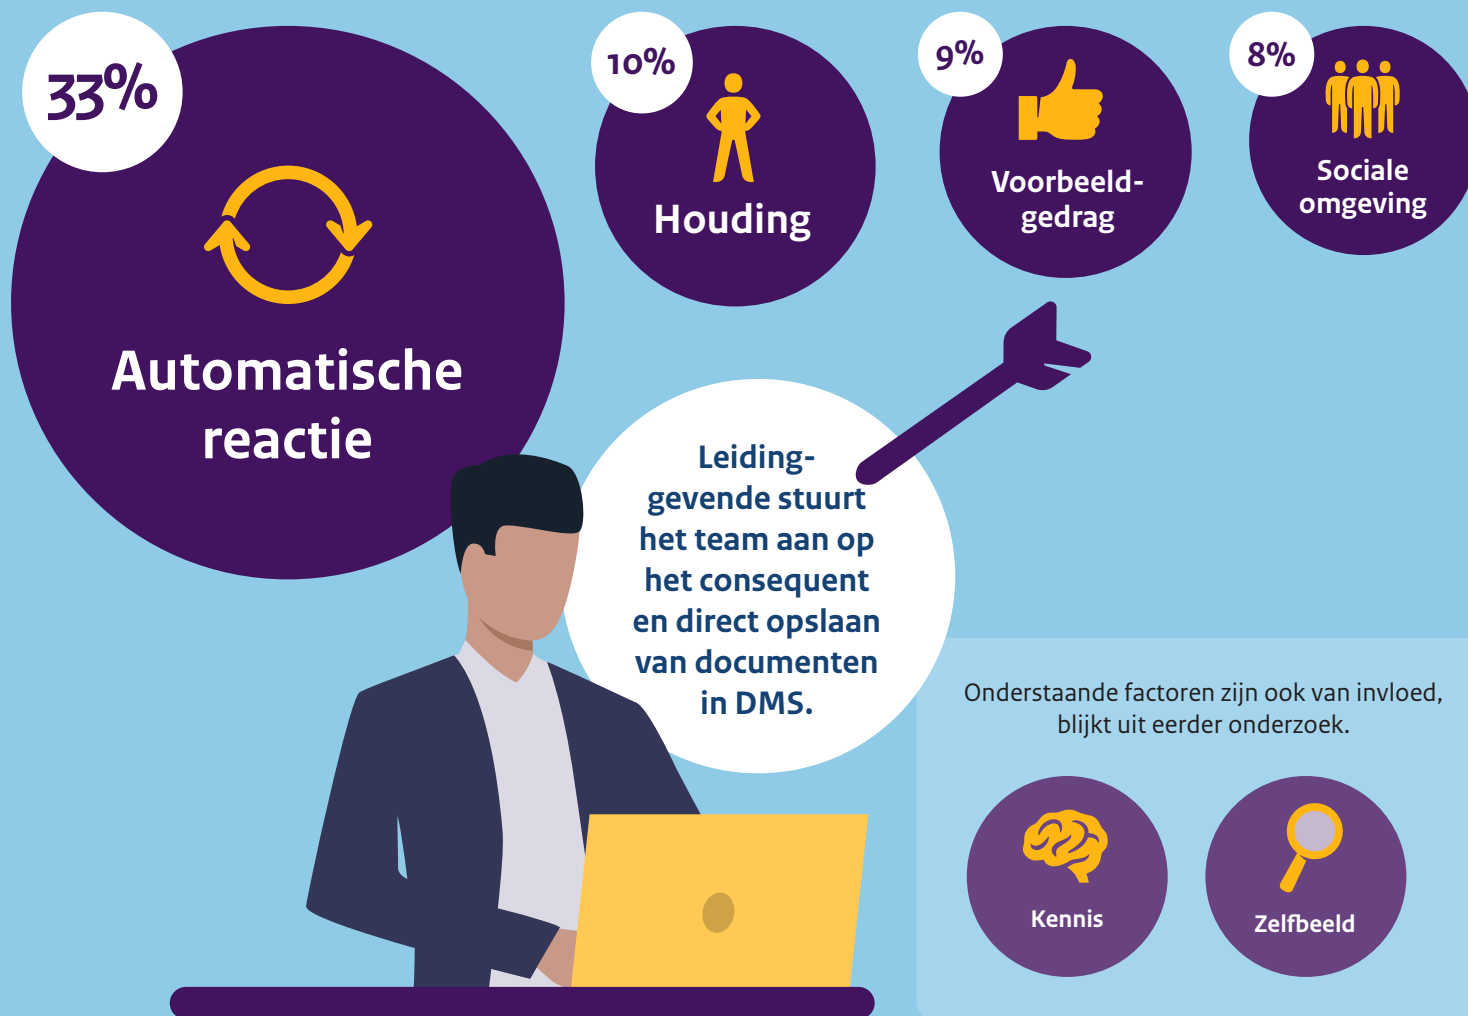 33%
Automatische
reactie
10%
Houding
9%
Voorbeeld-
gedrag
8%
Sociale
omgeving
Leiding-
gevende stuurt
het team aan op
het consequent
en direct opslaan
van documenten
in DMS.
Onderstaande factoren zijn ook van invloed,
blijkt uit eerder onderzoek.
Kennis
Zelfbeeld